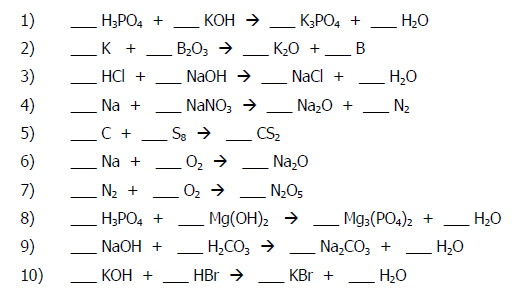 1) ___ H₃PO₄ + ___ KOH → ___ K₃PO₄ + ___ H₂O
2) ___ K + ___ B₂O₃ → ___ K₂O + ___ B
3) ___ HCl + ___ NaOH → ___ NaCl + ___ H₂O
4) ___ Na + ___ NaNO₃ → ___ Na₂O + ___ N₂
5) ___ C + ___ S₈ → ___ CS₂
6) ___ Na + ___ O₂ → ___ Na₂O
7) ___ N₂ + ___ O₂ → ___ N₂O₅
8) ___ H₃PO₄ + ___ Mg(OH)₂ → ___ Mg₃(PO₄)₂ + ___ H₂O
9) ___ NaOH + ___ H₂CO₃ → ___ Na₂CO₃ + ___ H₂O
10) ___ KOH + ___ HBr → ___ KBr + ___ H₂O